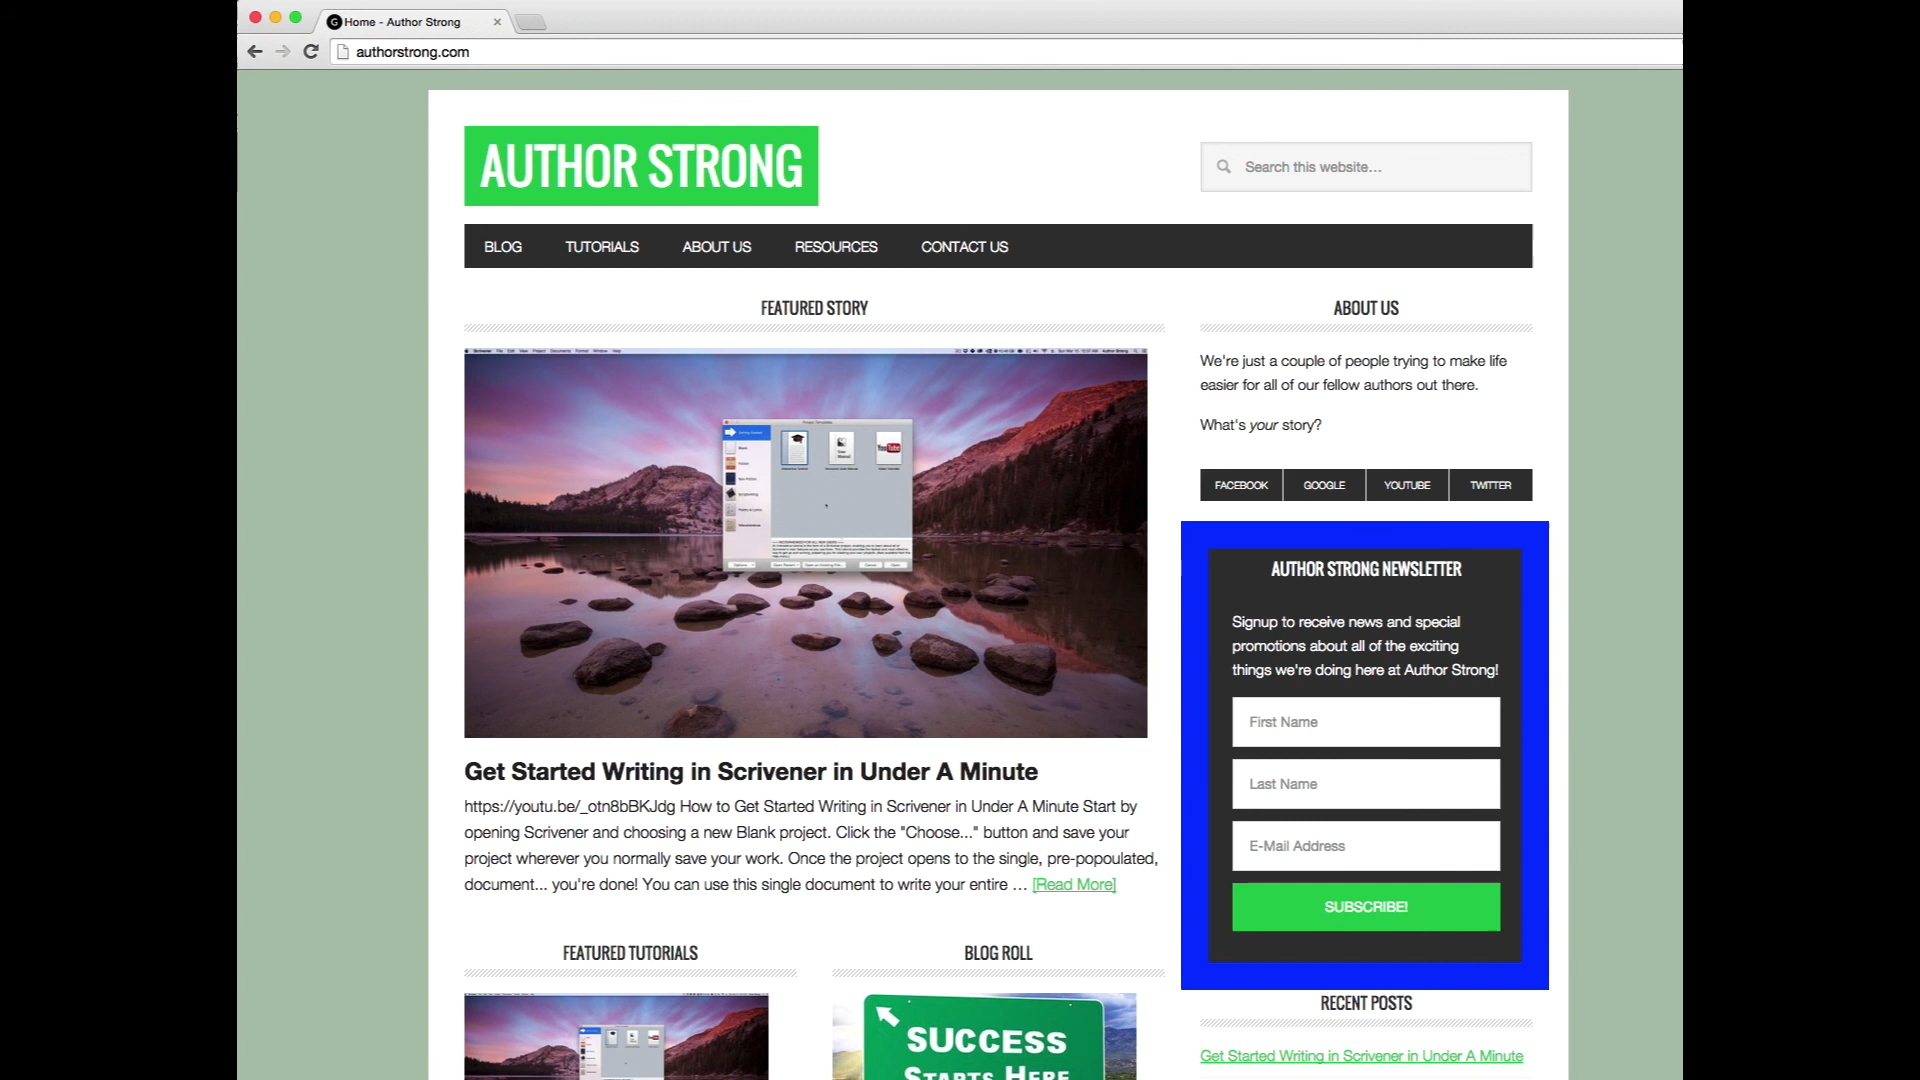 Home - Author Strong
authorstrong.com
AUTHOR STRONG
Search this website...
BLOG TUTORIALS ABOUT US RESOURCES CONTACT US
FEATURED STORY
Get Started Writing in Scrivener in Under A Minute
https://youtu.be/_otn8bBKJdg How to Get Started Writing in Scrivener in Under A Minute Start by
opening Scrivener and choosing a new Blank project. Click the "Choose..." button and save your
project wherever you normally save your work. Once the project opens to the single, pre-popoulated,
document... you're done! You can use this single document to write your entire … [Read More]
FEATURED TUTORIALS
BLOG ROLL
SUCCESS
STARTS HERE
ABOUT US
We're just a couple of people trying to make life
easier for all of our fellow authors out there.
What's your story?
FACEBOOK GOOGLE YOUTUBE TWITTER
AUTHOR STRONG NEWSLETTER
Signup to receive news and special
promotions about all of the exciting
things we're doing here at Author Strong!
First Name
Last Name
E-Mail Address
SUBSCRIBE!
RECENT POSTS
Get Started Writing in Scrivener in Under A Minute